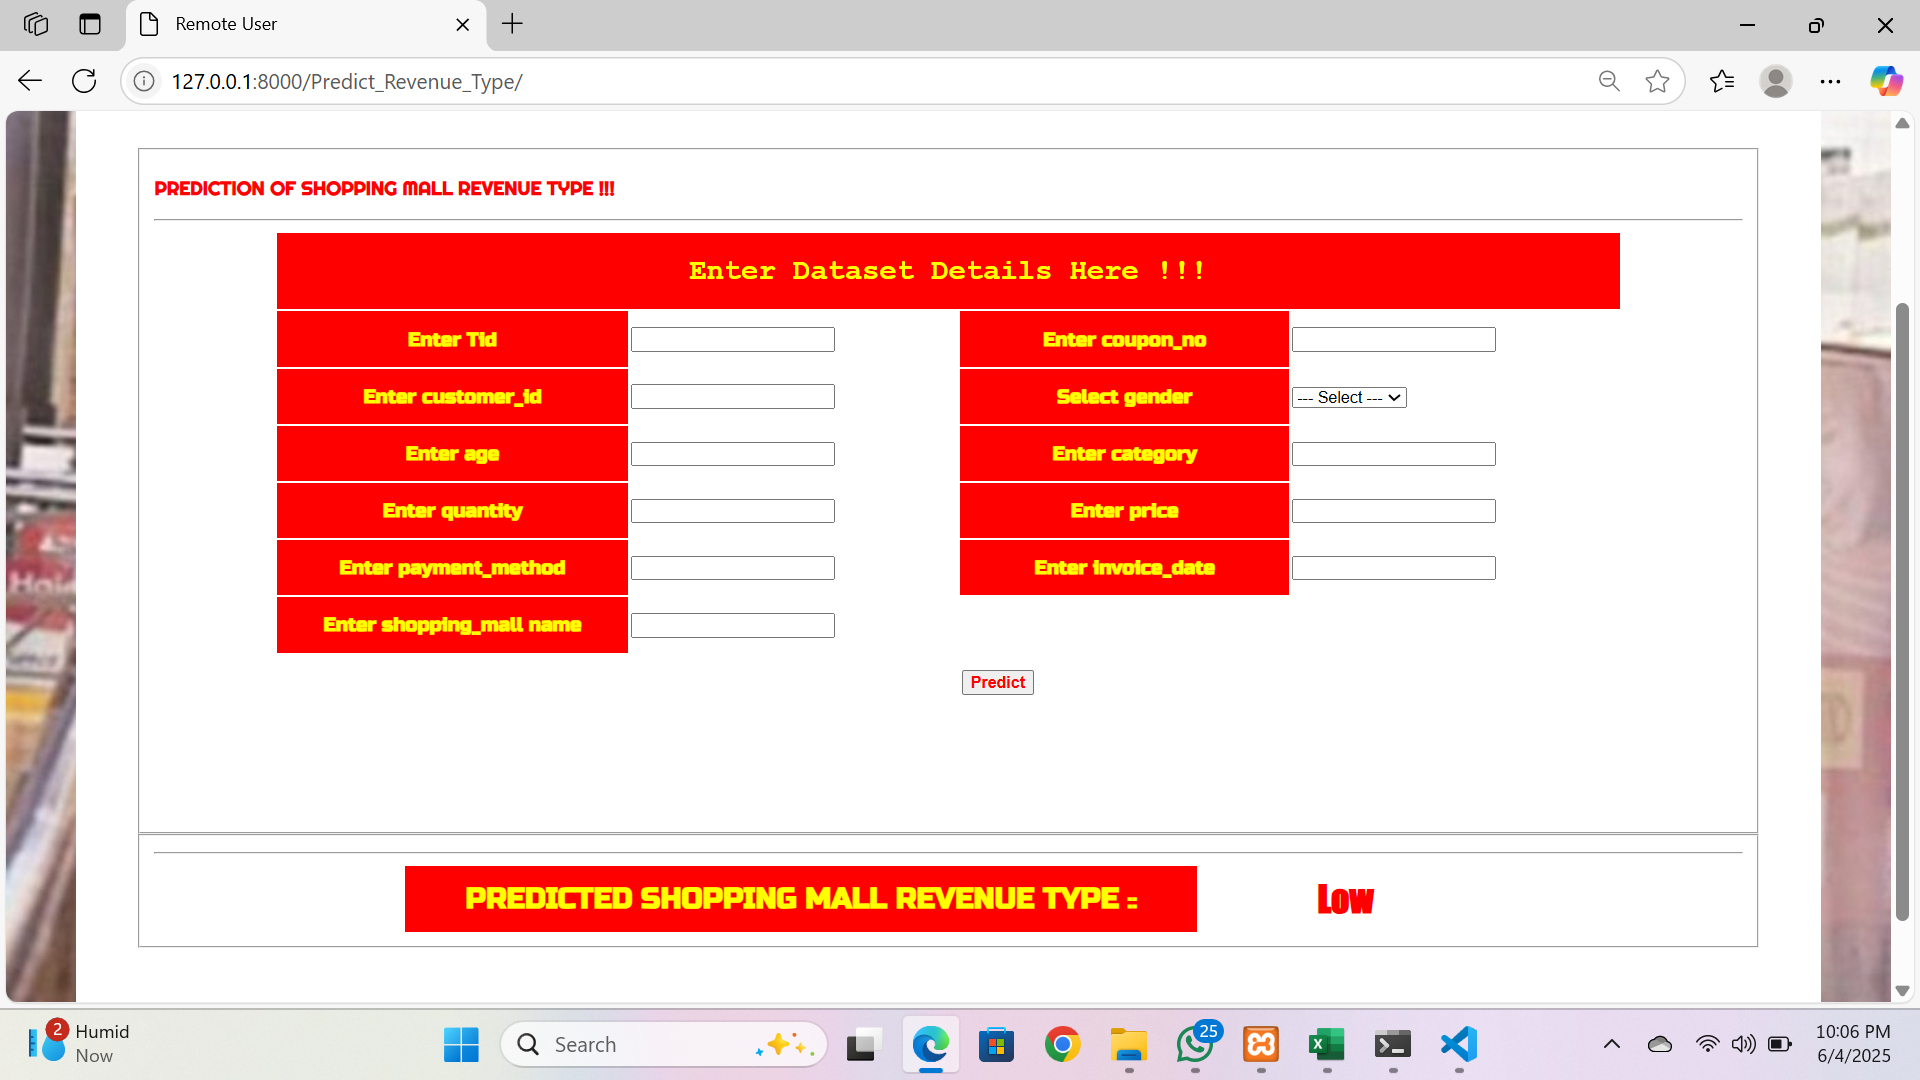 Remote User
127.0.0.1:8000/Predict_Revenue_Type/
PREDICTION OF SHOPPING MALL REVENUE TYPE !!!
Enter Dataset Details Here !!!
Enter Tid
Enter coupon_no
Enter customer_id
Select gender
--- Select ---
Enter age
Enter category
Enter quantity
Enter price
Enter payment_method
Enter invoice_date
Enter shopping_mall name
Predict
PREDICTED SHOPPING MALL REVENUE TYPE :
Low
2
Humid
Now
Search
25
10:06 PM
6/4/2025